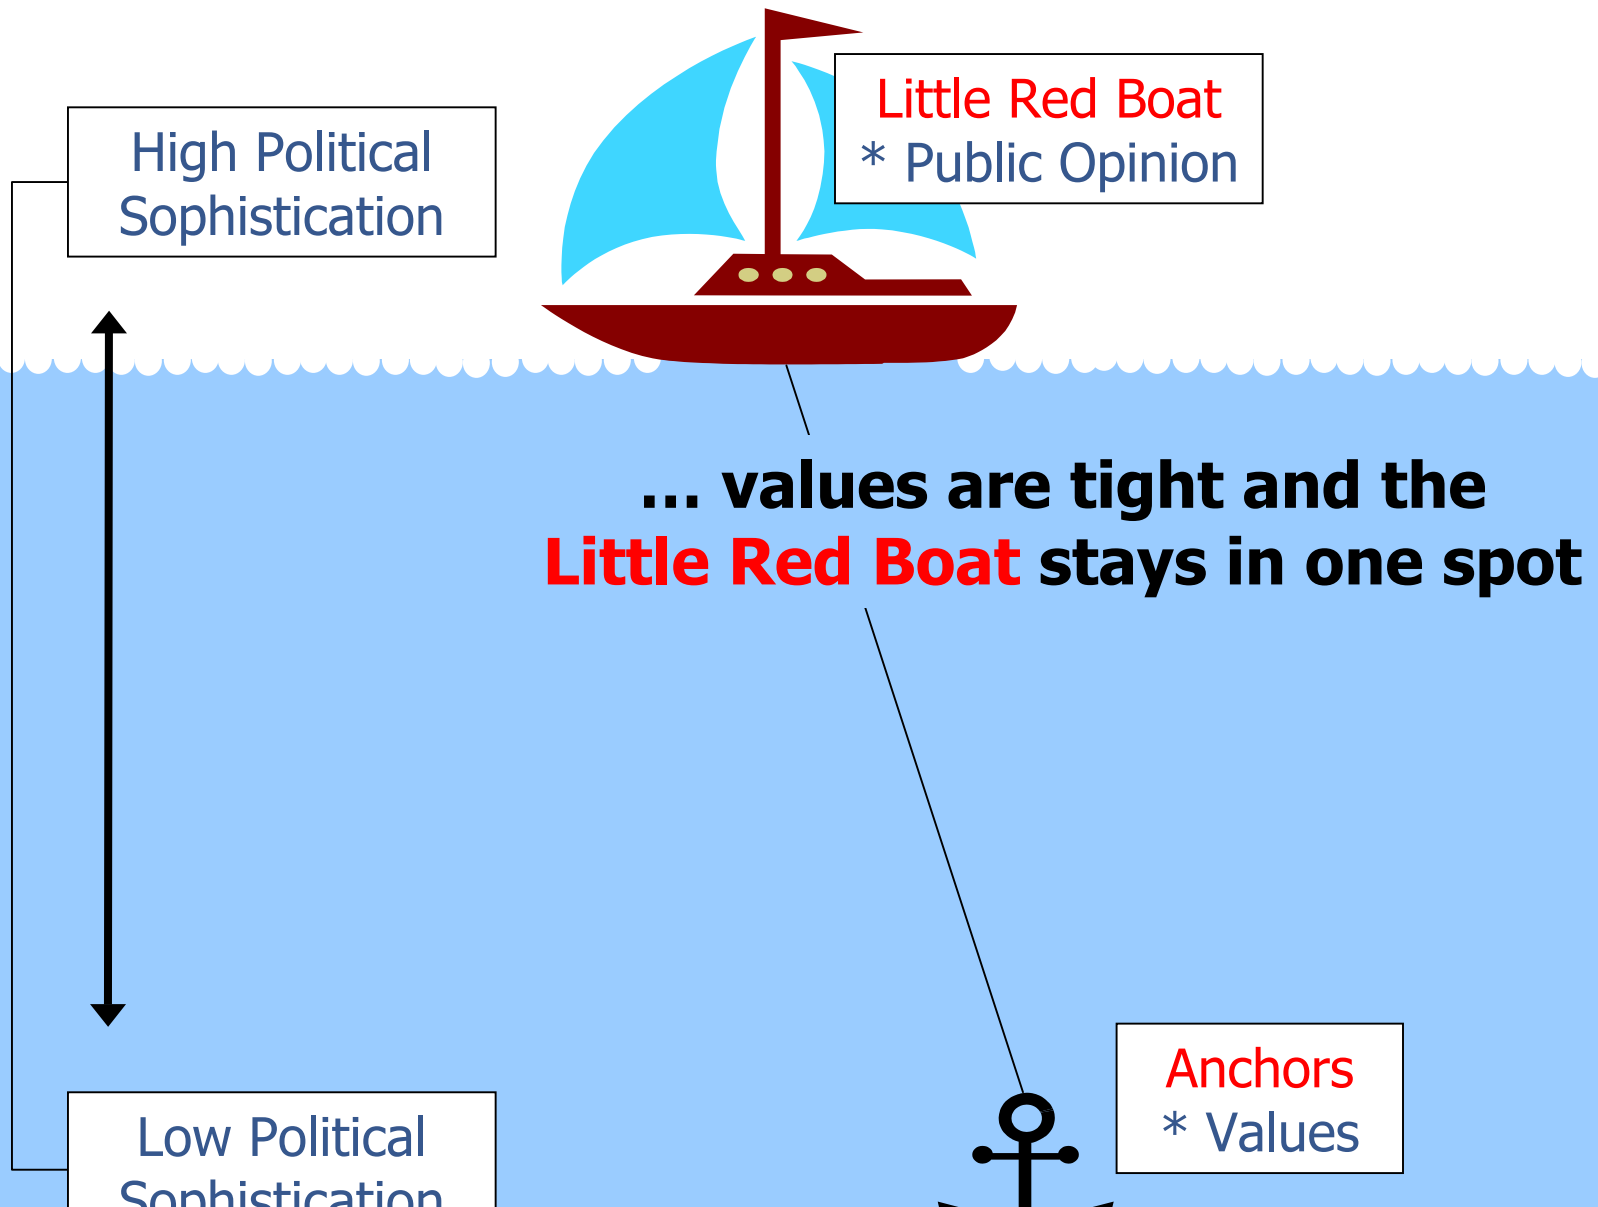 Little Red Boat
* Public Opinion
High Political
Sophistication
... values are tight and the
Little Red Boat stays in one spot
Anchors
* Values
Low Political
Sophistication